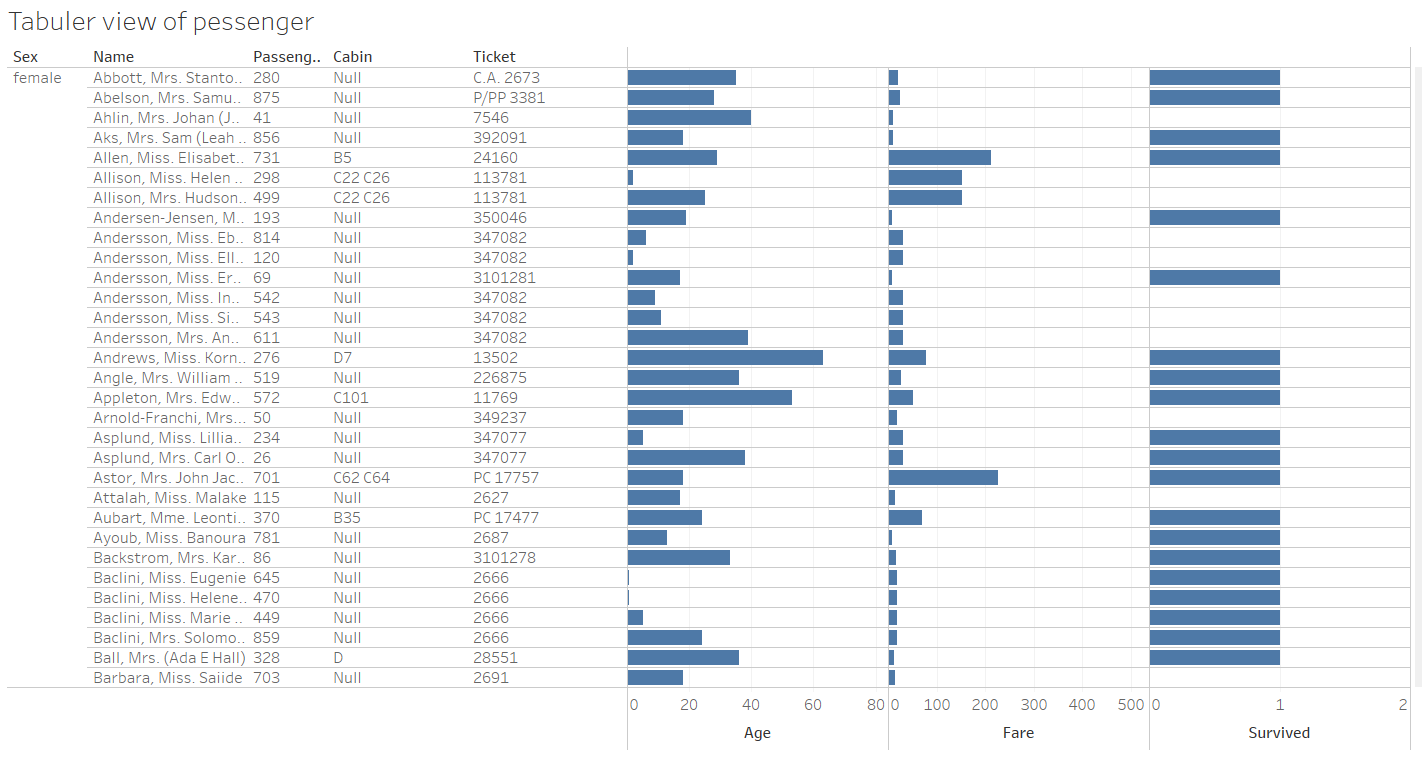 Tabuler view of pessenger
Sex Name Passeng.. Cabin Ticket
female Abbott, Mrs. Stanto.. 280 Null C.A. 2673
Abelson, Mrs. Samu.. 875 Null P/PP 3381
Ahlin, Mrs. Johan (J.. 41 Null 7546
Aks, Mrs. Sam (Leah .. 856 Null 392091
Allen, Miss. Elisabet.. 731 B5 24160
Allison, Miss. Helen .. 298 C22 C26 113781
Allison, Mrs. Hudson.. 499 C22 C26 113781
Andersen-Jensen, M.. 193 Null 350046
Andersson, Miss. Eb.. 814 Null 347082
Andersson, Miss. Ell.. 120 Null 347082
Andersson, Miss. Er.. 69 Null 3101281
Andersson, Miss. In.. 542 Null 347082
Andersson, Miss. Si.. 543 Null 347082
Andersson, Mrs. An.. 611 Null 347082
Andrews, Miss. Korn.. 276 D7 13502
Angle, Mrs. William .. 519 Null 226875
Appleton, Mrs. Edw.. 572 C101 11769
Arnold-Franchi, Mrs... 50 Null 349237
Asplund, Miss. Lillia.. 234 Null 347077
Asplund, Mrs. Carl O.. 26 Null 347077
Astor, Mrs. John Jac.. 701 C62 C64 PC 17757
Attalah, Miss. Malake 115 Null 2627
Aubart, Mme. Leonti.. 370 B35 PC 17477
Ayoub, Miss. Banoura 781 Null 2687
Backstrom, Mrs. Kar.. 86 Null 3101278
Baclini, Miss. Eugenie 645 Null 2666
Baclini, Miss. Helene.. 470 Null 2666
Baclini, Miss. Marie .. 449 Null 2666
Baclini, Mrs. Solomo.. 859 Null 2666
Ball, Mrs. (Ada E Hall) 328 D 28551
Barbara, Miss. Saiide 703 Null 2691
0 20 40 60 80 0 100 200 300 400 500 0 1 2
Age Fare Survived